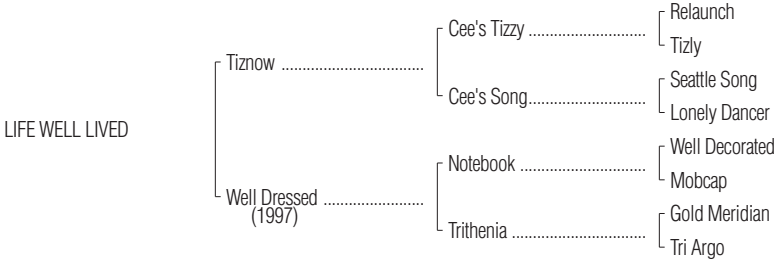 Relaunch
Cee's Tizzy ................................
Tizly
Tiznow ......................................
Seattle Song
Cee's Song................................
Lonely Dancer
LIFE WELL LIVED
Well Decorated
Notebook ..................................
Mobcap
Well Dressed ...........................
(1997)
Gold Meridian
Trithenia ....................................
Tri Argo